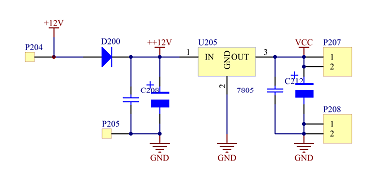 +12V
P204
D200
++12V
1
U205
IN
GND
OUT
3
VCC
P207
1
2
+
2
7805
+
C212
P205
P208
1
2
GND
GND
GND